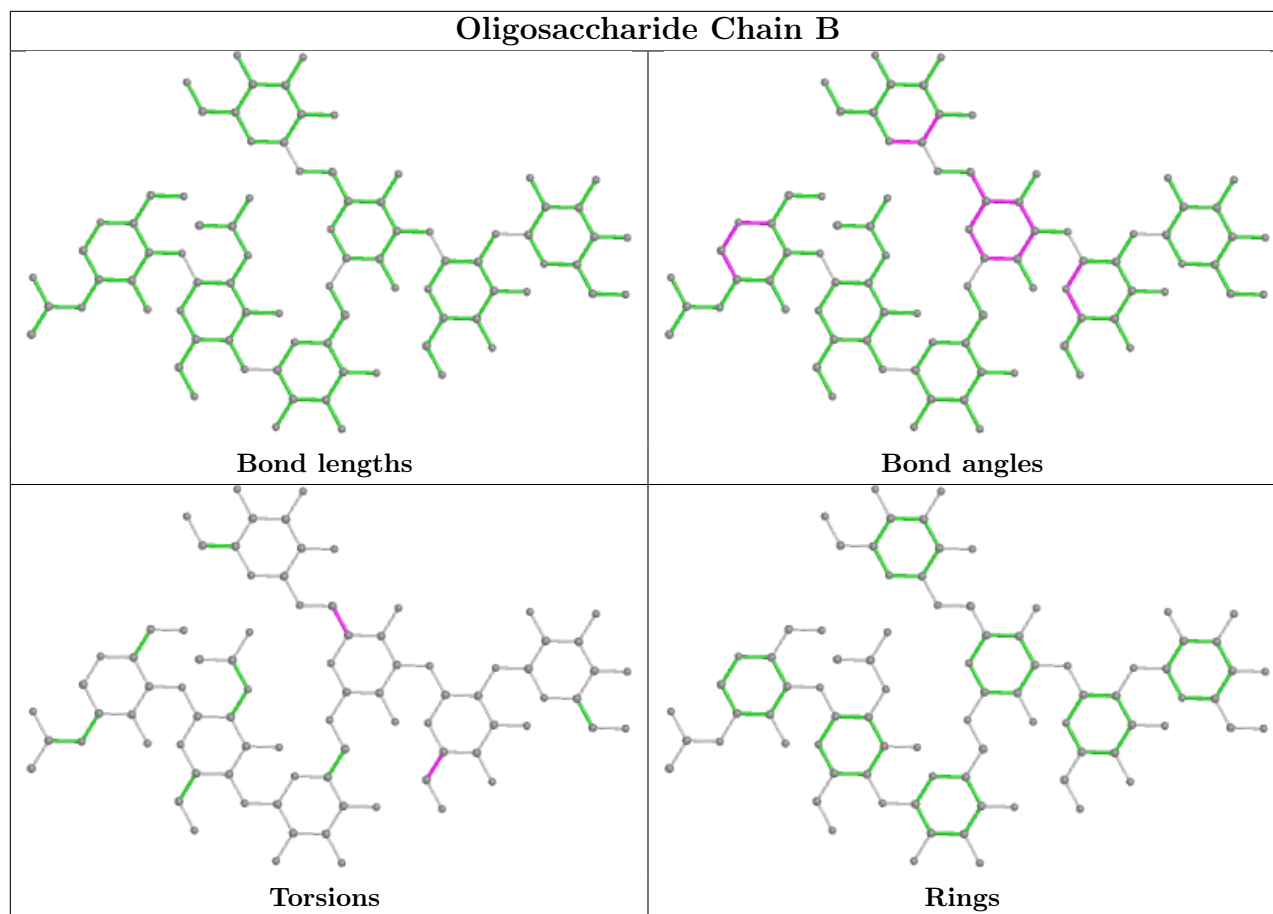 Oligosaccharide Chain B
Bond lengths
Bond angles
Torsions
Rings